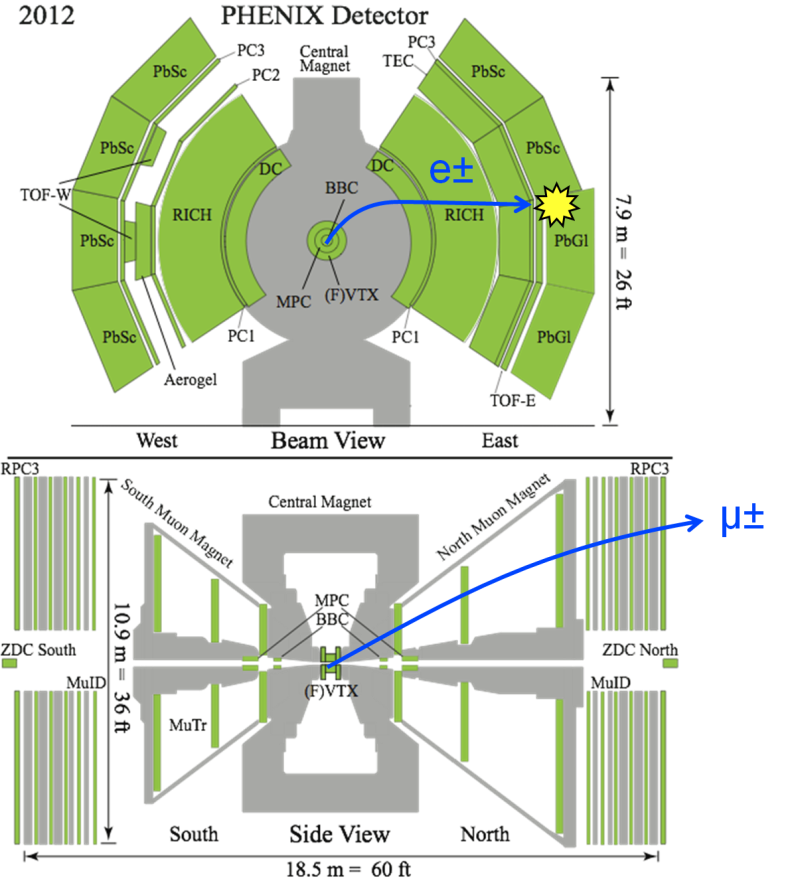 2012
PHENIX Detector
PC3
PC2
Central
Magnet
PC3
TEC
PbSc
PbSc
PbSc
PbSc
TOF-W
DC
DC
e±
BBC
RICH
RICH
PbSc
PbGl
MPC
(F)VTX
PbSc
PC1
PC1
PbGl
Aerogel
TOF-E
7.9 m = 26 ft
West
Beam View
East
RPC3
RPC3
South Muon Magnet
Central Magnet
North Muon Magnet
μ±
MPC
BBC
10.9 m = 36 ft
ZDC South
ZDC North
MuID
(F)VTX
MuID
MuTr
South
Side View
North
18.5 m = 60 ft